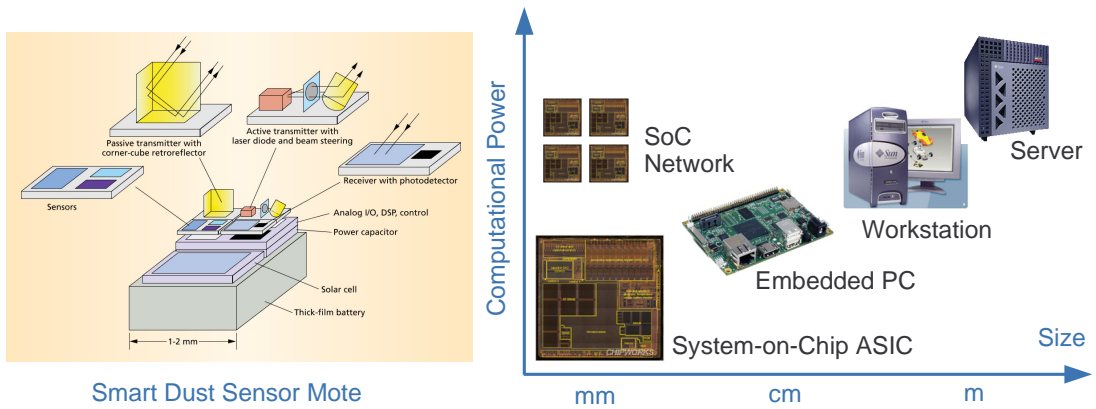 Passive transmitter with
corner-cube retroreflector
Active transmitter with
laser diode and beam steering
Receiver with photodetector
Sensors
Analog I/O, DSP, control
Power capacitor
Solar cell
Thick-film battery
1-2 mm
Smart Dust Sensor Mote
Computational Power
SoC
Network
Server
Sun
Workstation
Embedded PC
CHIPWORKS
System-on-Chip ASIC
Size
mm
cm
m